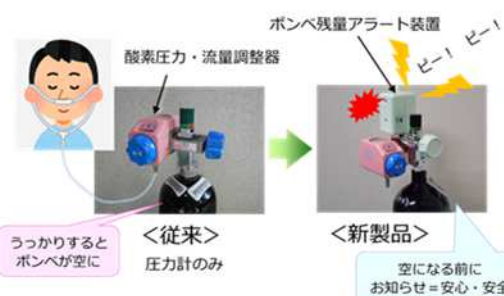 ボンベ残量アラート装置
ピー! ピー!
酸素圧力・流量調整器
<従来>
圧力計のみ
うっかりすると
ボンベが空に
<新製品>
空になる前に
お知らせ=安心・安全